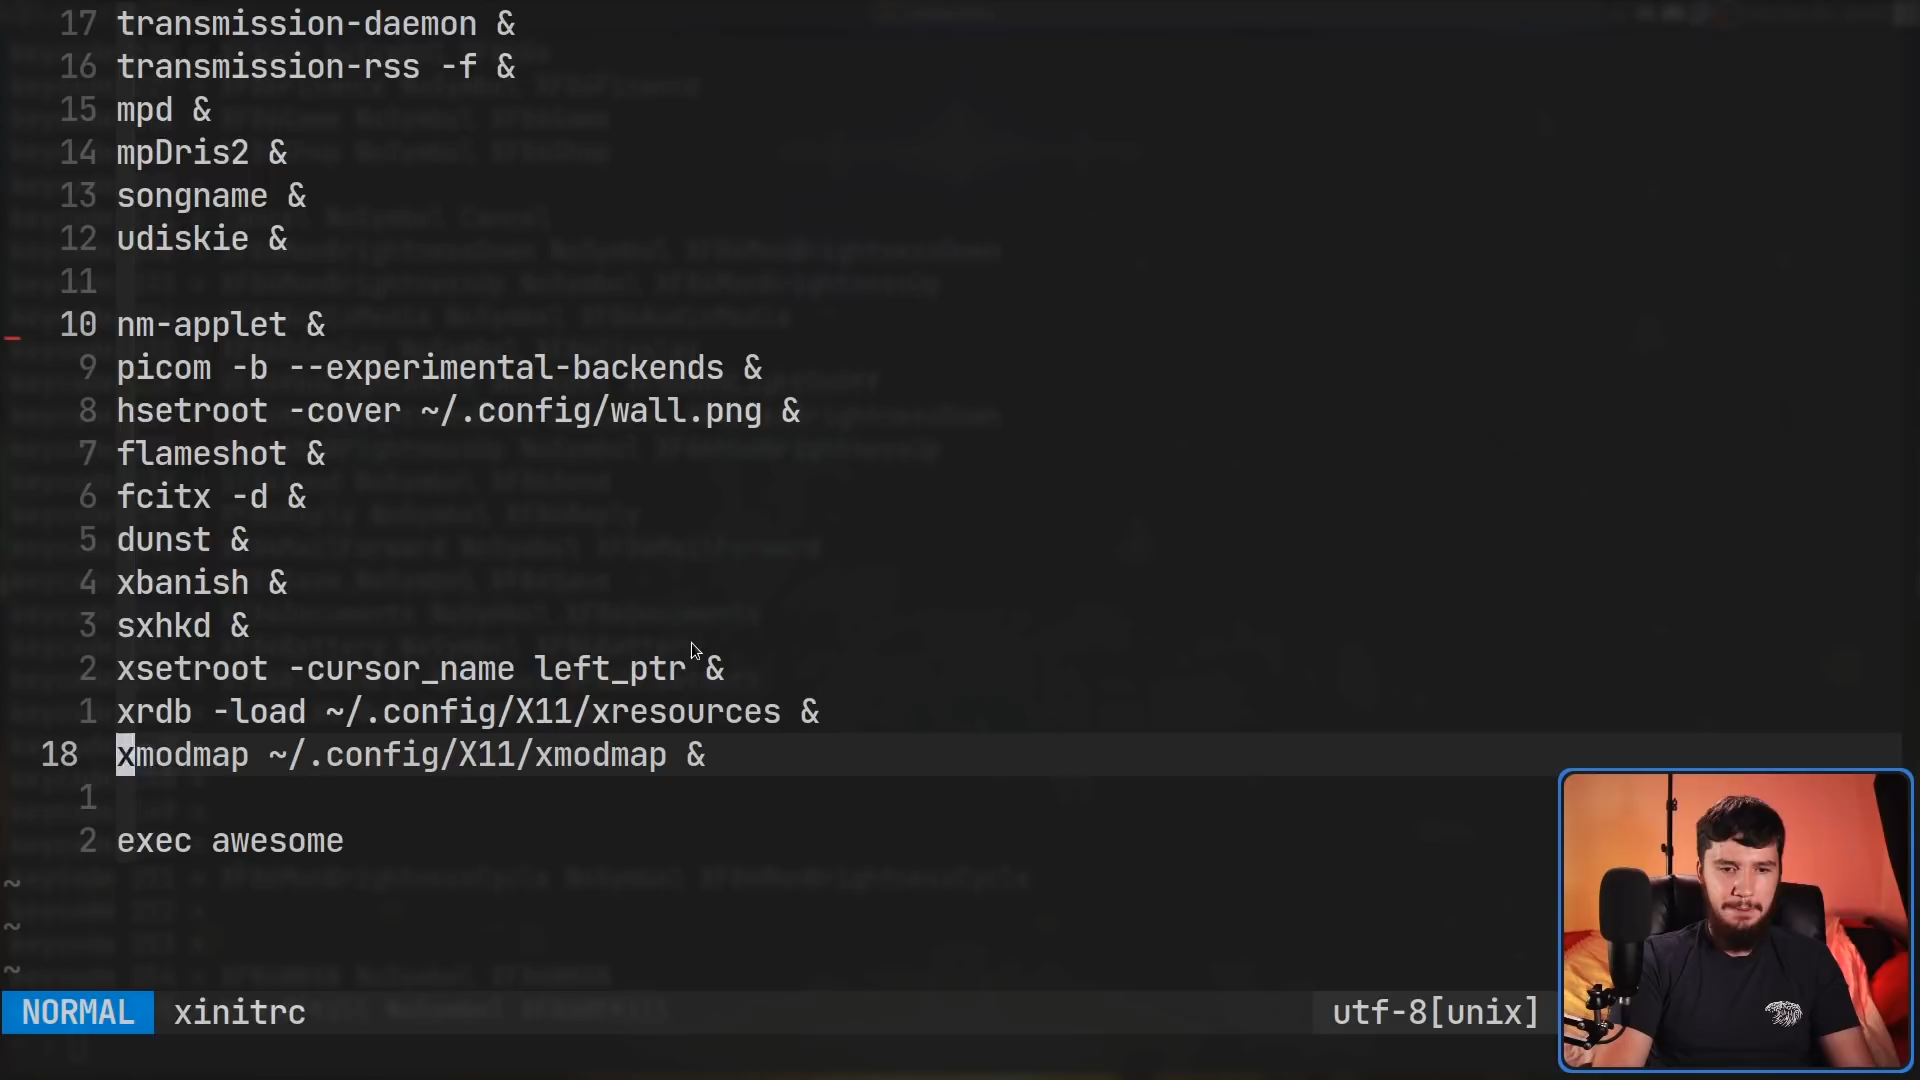 17 transmission-daemon &
16 transmission-rss -f &
15 mpd &
14 mpDris2 &
13 songname &
12 udiskie &
11
10 nm-applet &
9 picom -b --experimental-backends &
8 hsetroot -cover ~/.config/wall.png &
7 flameshot &
6 fcitx -d &
5 dunst &
4 xbanish &
3 sxhkd &
2 xsetroot -cursor_name left_ptr &
1 xrdb -load ~/.config/X11/xresources &
18 xmodmap ~/.config/X11/xmodmap &
1
2 exec awesome
~
~
~
NORMAL xinitrc utf-8[unix]